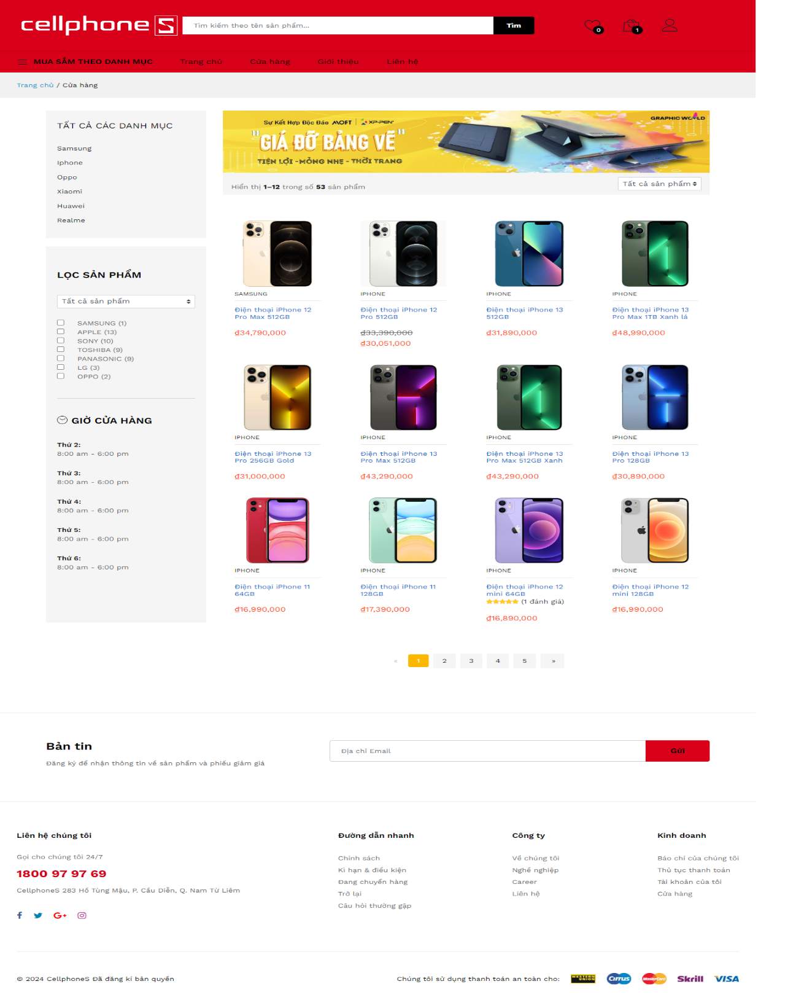 cellphone S
Tìm kiếm theo tên sản phẩm...
Tìm
0
1
MUA SẮM THEO DANH MỤC
Trang chủ
Cửa hàng
Giới thiệu
Liên hệ
Trang chủ / Cửa hàng
TẤT CẢ CÁC DANH MỤC
Samsung
Iphone
Oppo
Xiaomi
Huawei
Realme
LỌC SẢN PHẨM
Tất cả sản phẩm
SAMSUNG (1)
APPLE (13)
SONY (10)
TOSHIBA (9)
PANASONIC (9)
LG (3)
OPPO (2)
GIỜ CỬA HÀNG
Thứ 2:
8:00 am - 6:00 pm
Thứ 3:
8:00 am - 6:00 pm
Thứ 4:
8:00 am - 6:00 pm
Thứ 5:
8:00 am - 6:00 pm
Thứ 6:
8:00 am - 6:00 pm
Sự Kết Hợp Độc Đáo MOFT | XP-PEN
GRAPHIC WORLD
"GIÁ ĐỠ BẢNG VẼ"
TIỆN LỢI - MỎNG NHẸ - THỜI TRANG
Hiển thị 1–12 trong số 53 sản phẩm
Tất cả sản phẩm
SAMSUNG
Điện thoại iPhone 12
Pro Max 512GB
₫34,790,000
IPHONE
Điện thoại iPhone 12
Pro 512GB
₫33,390,000
₫30,051,000
IPHONE
Điện thoại iPhone 13
512GB
₫31,890,000
IPHONE
Điện thoại iPhone 13
Pro Max 1TB Xanh lá
₫48,990,000
IPHONE
Điện thoại iPhone 13
Pro 256GB Gold
₫31,000,000
IPHONE
Điện thoại iPhone 13
Pro Max 512GB
₫43,290,000
IPHONE
Điện thoại iPhone 13
Pro Max 512GB Xanh
₫43,290,000
IPHONE
Điện thoại iPhone 13
Pro 128GB
₫30,890,000
IPHONE
Điện thoại iPhone 11
64GB
₫16,990,000
IPHONE
Điện thoại iPhone 11
128GB
₫17,390,000
IPHONE
Điện thoại iPhone 12
mini 64GB
(1 đánh giá)
₫16,890,000
IPHONE
Điện thoại iPhone 12
mini 128GB
₫16,990,000
« 1 2 3 4 5 »
Bản tin
Đăng ký để nhận thông tin về sản phẩm và phiếu giảm giá
Địa chỉ Email
Gửi
Liên hệ chúng tôi
Gọi cho chúng tôi 24/7
1800 97 97 69
CellphoneS 283 Hồ Tùng Mậu, P. Cầu Diễn, Q. Nam Từ Liêm
Đường dẫn nhanh
Chính sách
Kì hạn & điều kiện
Đang chuyển hàng
Trở lại
Câu hỏi thường gặp
Công ty
Về chúng tôi
Nghề nghiệp
Career
Liên hệ
Kinh doanh
Báo chí của chúng tôi
Thủ tục thanh toán
Tài khoản của tôi
Cửa hàng
© 2024 CellphoneS Đã đăng kí bản quyền
Chúng tôi sử dụng thanh toán an toàn cho:
WESTERN UNION
Cirrus
MasterCard
Skrill
VISA